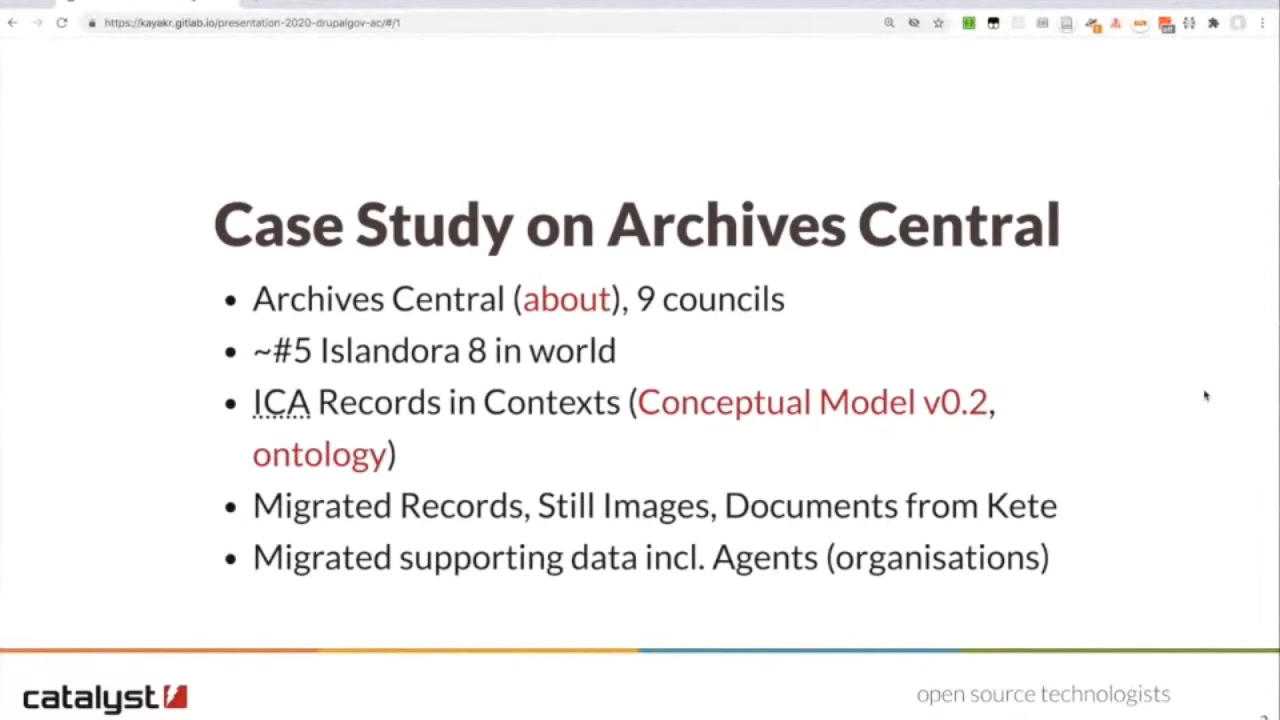 https://kayakr.gitlab.io/presentation-2020-drupalgov-ac/#/1
Case Study on Archives Central
• Archives Central (about), 9 councils
• ~#5 Islandora 8 in world
• ICA Records in Contexts (Conceptual Model v0.2,
ontology)
• Migrated Records, Still Images, Documents from Kete
• Migrated supporting data incl. Agents (organisations)
catalyst
open source technologists